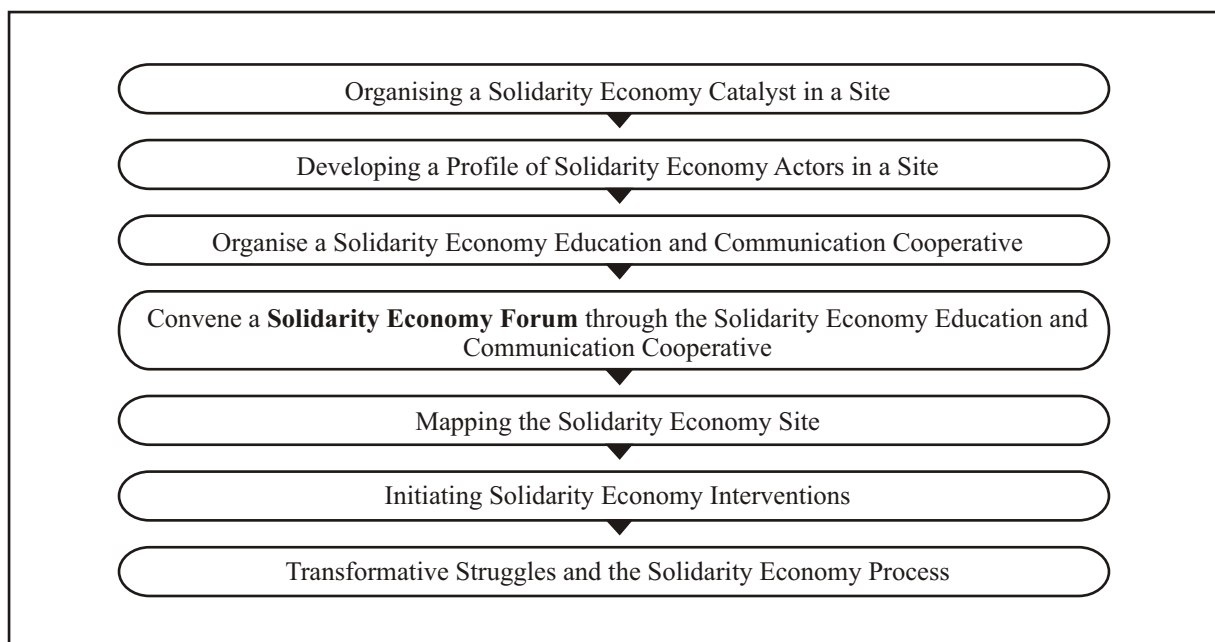 Organising a Solidarity Economy Catalyst in a Site
Developing a Profile of Solidarity Economy Actors in a Site
Organise a Solidarity Economy Education and Communication Cooperative
Convene a Solidarity Economy Forum through the Solidarity Economy Education and
Communication Cooperative
Mapping the Solidarity Economy Site
Initiating Solidarity Economy Interventions
Transformative Struggles and the Solidarity Economy Process